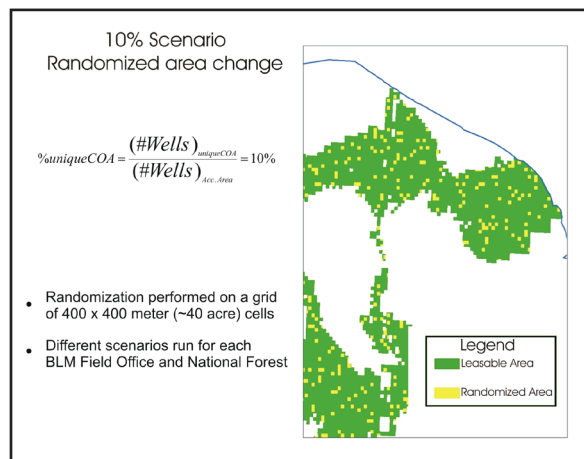 10% Scenario
Randomized area change
%uniqueCOA = (#Wells)uniqueCOA / (#Wells)Acc.Area = 10%
• Randomization performed on a grid
of 400 x 400 meter (~40 acre) cells
• Different scenarios run for each
BLM Field Office and National Forest
Legend
Leasable Area
Randomized Area